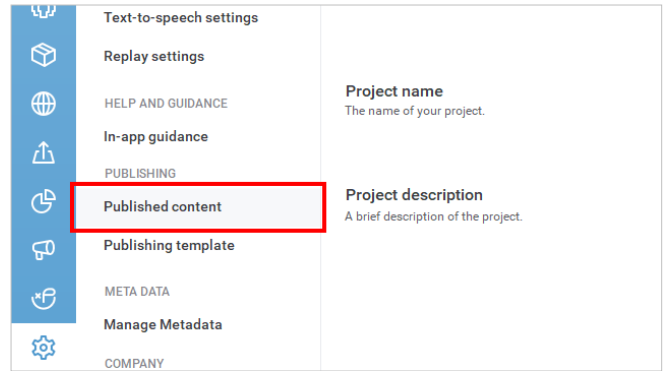 Text-to-speech settings
Replay settings
HELP AND GUIDANCE
In-app guidance
PUBLISHING
Published content
Publishing template
META DATA
Manage Metadata
COMPANY
Project name
The name of your project.
Project description
A brief description of the project.